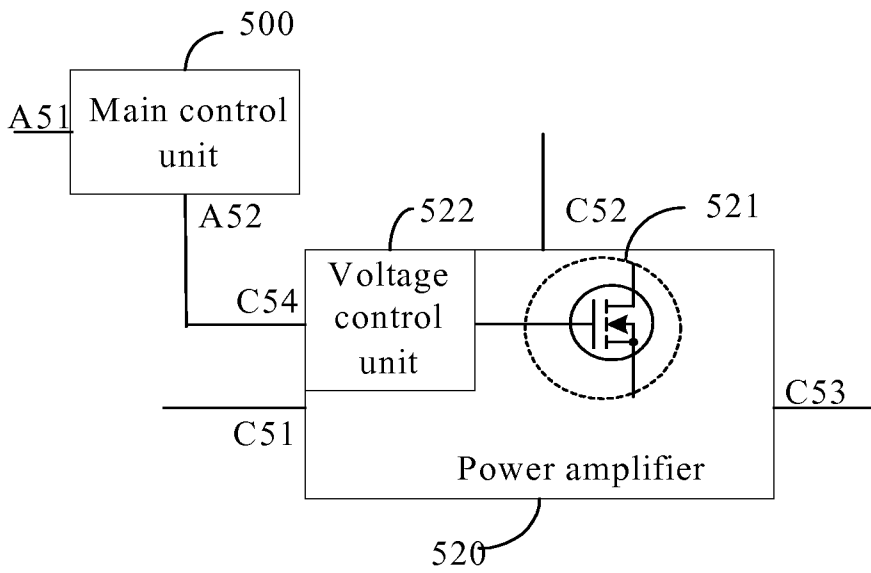 500
A51
Main control
unit
A52
522
C52
521
Voltage
control
unit
C54
C51
C53
Power amplifier
520